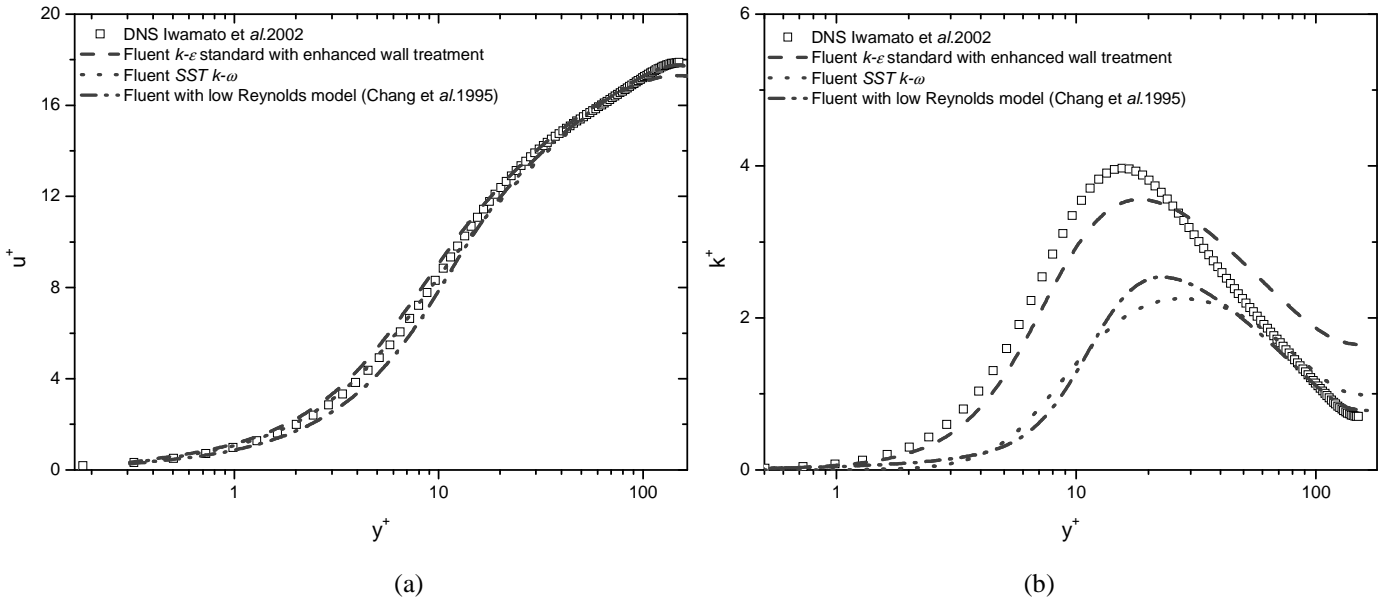 20
16
12
8
4
0
u+
DNS Iwamato et al.2002
Fluent k-ε standard with enhanced wall treatment
Fluent SST k-ω
Fluent with low Reynolds model (Chang et al.1995)
1 10 100
y+
(a)
6
4
2
0
k+
DNS Iwamato et al.2002
Fluent k-ε standard with enhanced wall treatment
Fluent SST k-ω
Fluent with low Reynolds model (Chang et al.1995)
1 10 100
y+
(b)